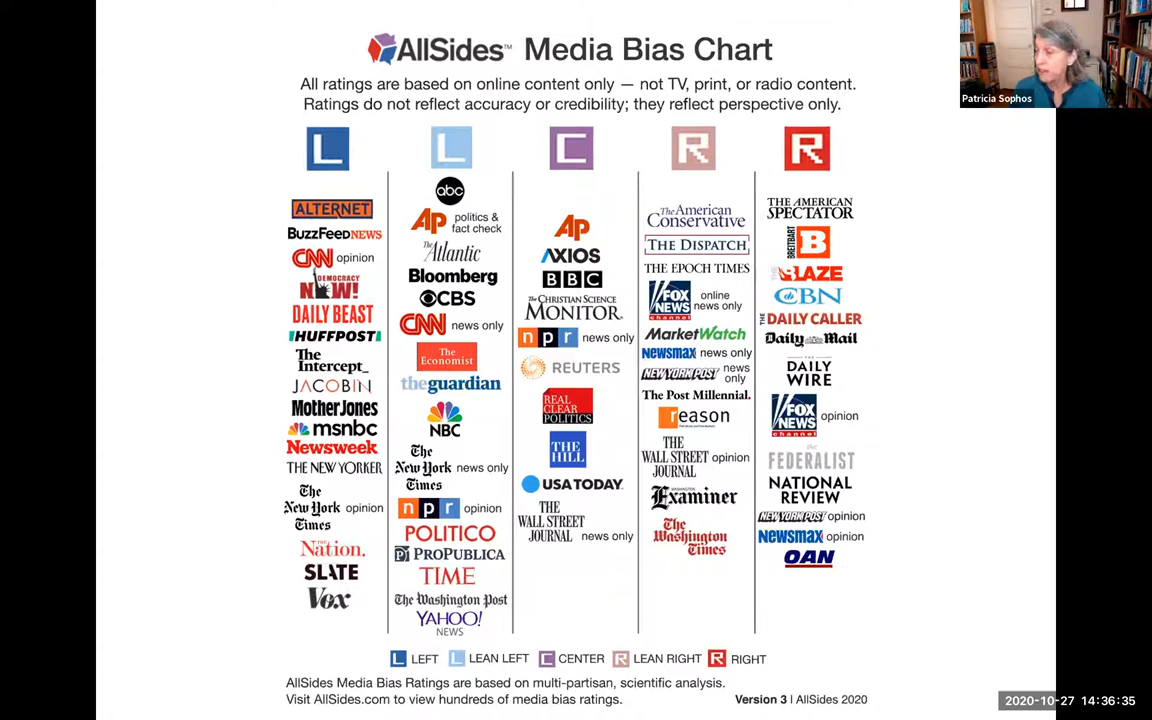 AllSides™ Media Bias Chart
All ratings are based on online content only — not TV, print, or radio content.
Ratings do not reflect accuracy or credibility; they reflect perspective only.
Patricia Sophos
L
L
C
R
R
ALTERNET
BuzzFeedNEWS
CNN opinion
DEMOCRACY
NOW!
DAILY BEAST
HUFFPOST
The
Intercept_
JACOBIN
Mother Jones
msnbc
Newsweek
THE NEW YORKER
The
New York opinion
Times
The
Nation.
SLATE
Vox
abc
AP politics &
fact check
The
Atlantic
Bloomberg
CBS
CNN news only
The
Economist
theguardian
NBC
The
New York news only
Times
npr opinion
POLITICO
PROPUBLICA
TIME
The Washington Post
YAHOO!
NEWS
AP
AXIOS
BBC
The CHRISTIAN SCIENCE
MONITOR
npr news only
REUTERS
REAL
CLEAR
POLITICS
THE
HILL
USA TODAY
THE
WALL STREET
JOURNAL news only
The American
Conservative
THE DISPATCH
THE EPOCH TIMES
FOX online
NEWS news only
channel
MarketWatch
Newsmax news only
NEW YORK POST news
only
The Post Millennial.
reason
THE
WALL STREET opinion
JOURNAL
WASHINGTON
Examiner
The
Washington
Times
THE AMERICAN
SPECTATOR
BREITBART B
THE BLAZE
CBN
THE DAILY CALLER
Daily Mail
THE
DAILY
WIRE
FOX
NEWS opinion
channel
the
FEDERALIST
NATIONAL
REVIEW
NEW YORK POST opinion
Newsmax opinion
OAN
L LEFT L LEAN LEFT C CENTER R LEAN RIGHT R RIGHT
AllSides Media Bias Ratings are based on multi-partisan, scientific analysis.
Visit AllSides.com to view hundreds of media bias ratings.
Version 3 | AllSides 2020
2020-10-27 14:36:35